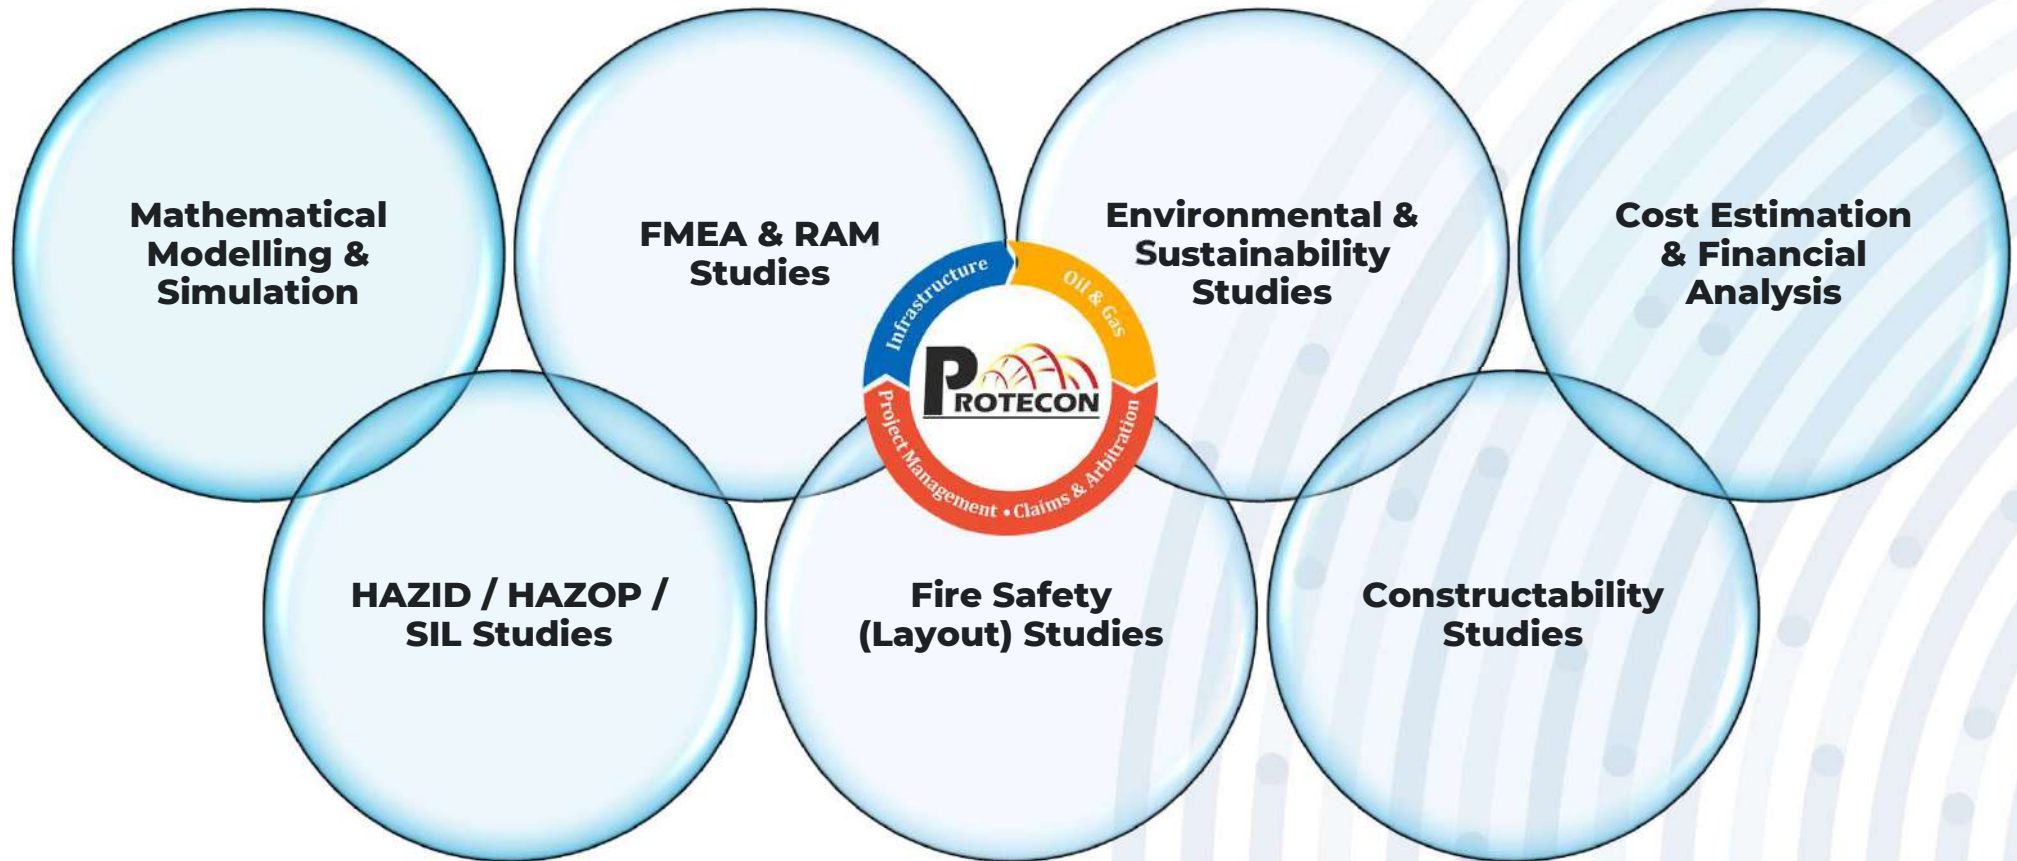 Mathematical
Modelling &
Simulation
FMEA & RAM
Studies
Environmental &
Sustainability
Studies
Cost Estimation
& Financial
Analysis
Infrastructure
Oil & Gas
PROTECON
Project Management • Claims & Arbitration
HAZID / HAZOP /
SIL Studies
Fire Safety
(Layout) Studies
Constructability
Studies